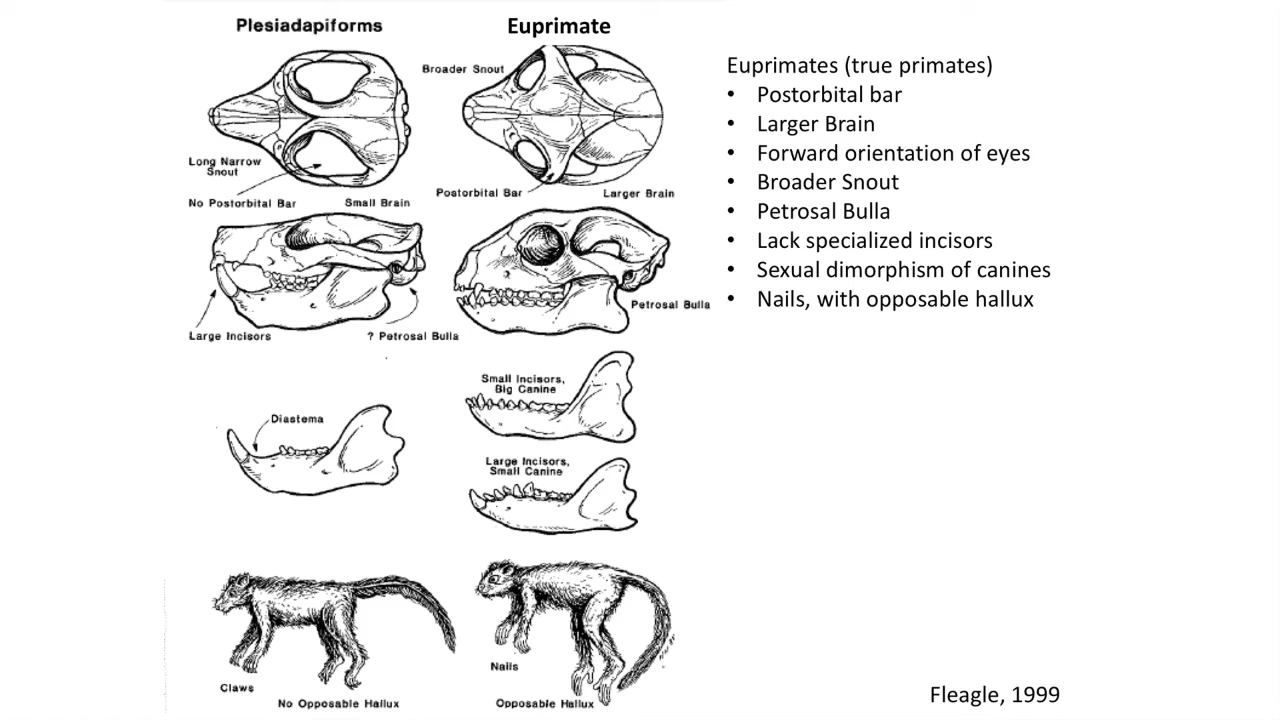 Plesiadapiforms
Euprimate
Broader Snout
Long Narrow
Snout
No Postorbital Bar
Small Brain
Postorbital Bar
Larger Brain
Large Incisors
? Petrosal Bulla
Petrosal Bulla
Diastema
Small Incisors,
Big Canine
Large Incisors,
Small Canine
Claws
No Opposable Hallux
Nails
Opposable Hallux
Euprimates (true primates)
• Postorbital bar
• Larger Brain
• Forward orientation of eyes
• Broader Snout
• Petrosal Bulla
• Lack specialized incisors
• Sexual dimorphism of canines
• Nails, with opposable hallux
Fleagle, 1999